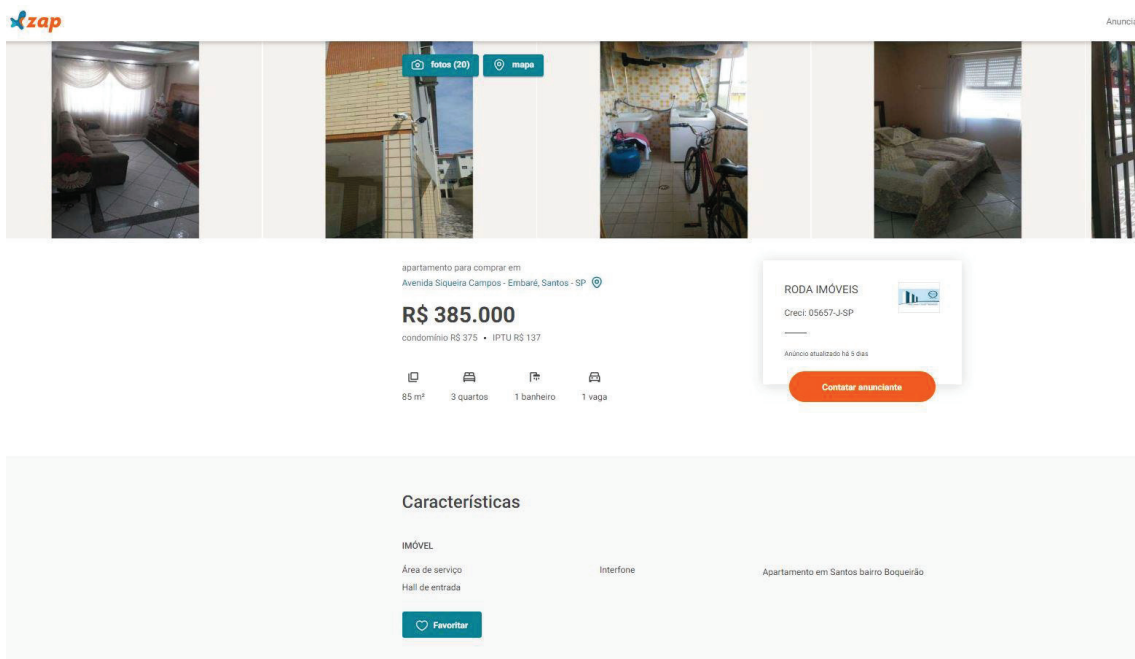 zap
Anuncia
fotos (20)
mapa
apartamento para comprar em
Avenida Siqueira Campos - Embaré, Santos - SP
R$ 385.000
condomínio R$ 375 • IPTU R$ 137
85 m² 3 quartos 1 banheiro 1 vaga
RODA IMÓVEIS
Creci: 05657-J-SP
Anúncio atualizado há 5 dias
Contatar anunciante
Características
IMÓVEL
Área de serviço Interfone Apartamento em Santos bairro Boqueirão
Hall de entrada
Favoritar